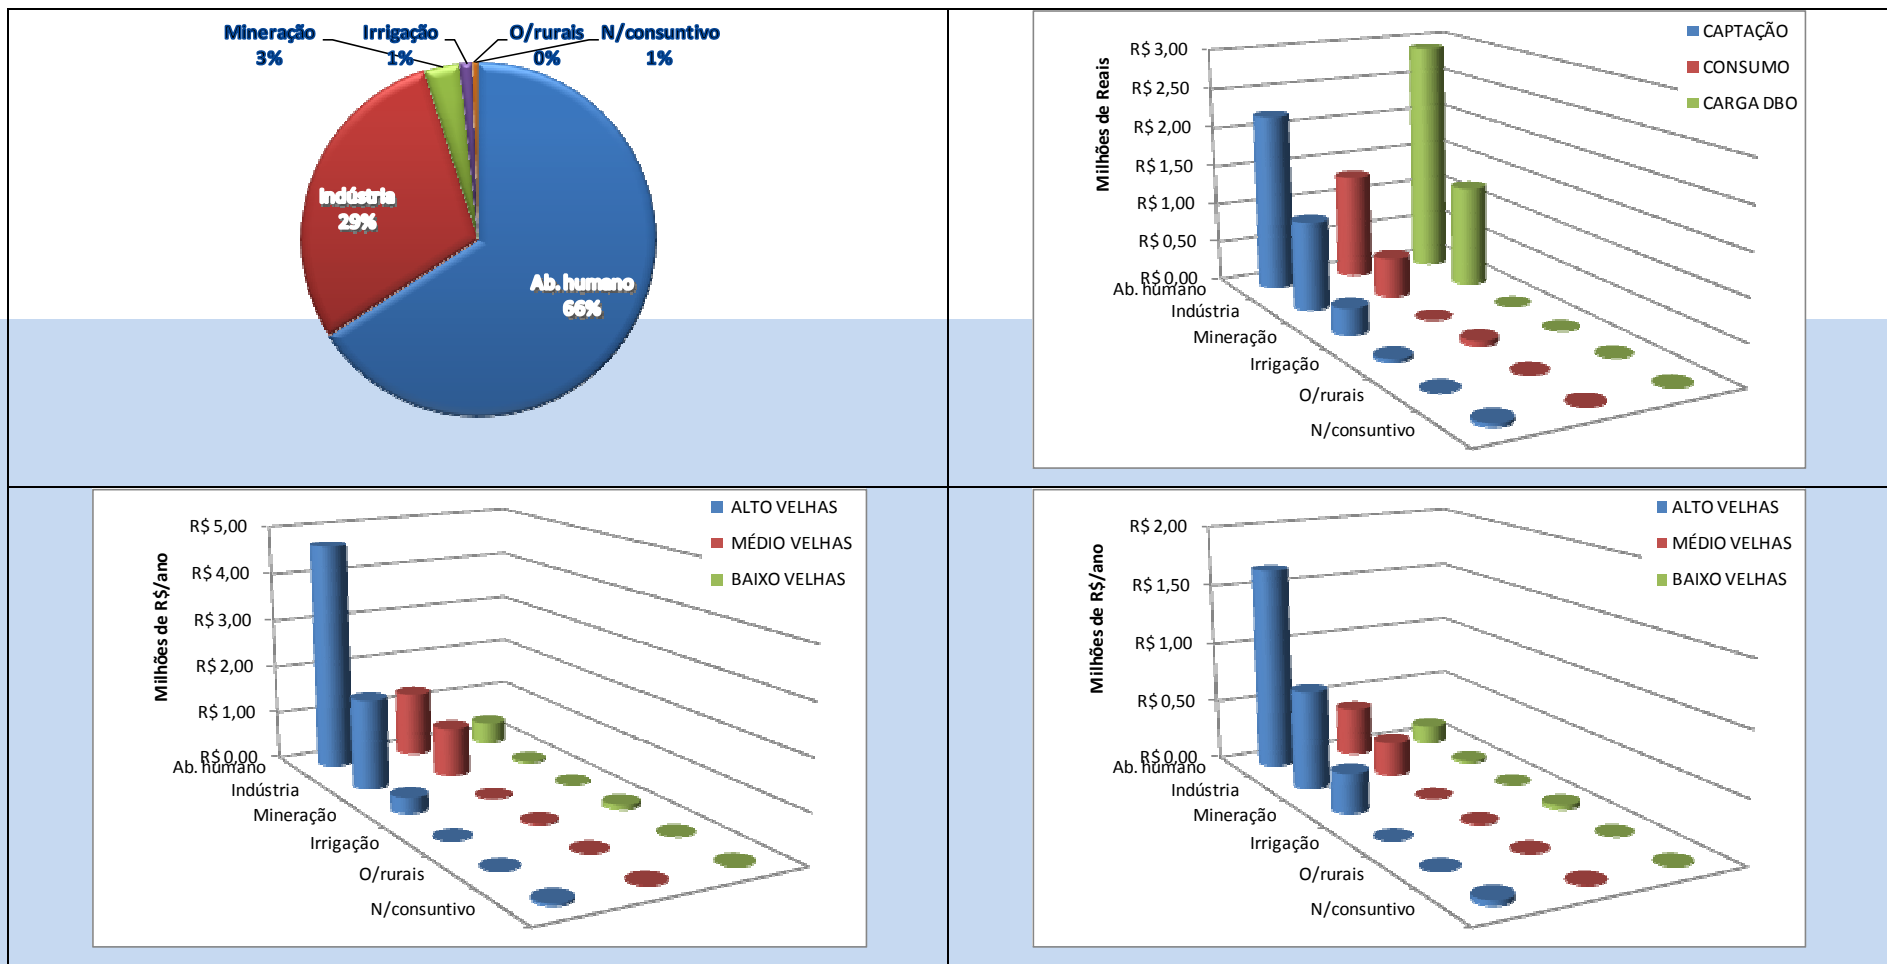 Mineração Irrigação O/rurais N/consuntivo
3% 1% 0% 1%
Indústria
29%
Ab. humano
66%
CAPTAÇÃO
CONSUMO
CARGA DBO
Milhões de Reais
R$ 3,00
R$ 2,50
R$ 2,00
R$ 1,50
R$ 1,00
R$ 0,50
R$ 0,00
Ab. humano
Indústria
Mineração
Irrigação
O/rurais
N/consuntivo
ALTO VELHAS
MÉDIO VELHAS
BAIXO VELHAS
Milhões de R$/ano
R$ 5,00
R$ 4,00
R$ 3,00
R$ 2,00
R$ 1,00
R$ 0,00
Ab. humano
Indústria
Mineração
Irrigação
O/rurais
N/consuntivo
ALTO VELHAS
MÉDIO VELHAS
BAIXO VELHAS
Milhões de R$/ano
R$ 2,00
R$ 1,50
R$ 1,00
R$ 0,50
R$ 0,00
Ab. humano
Indústria
Mineração
Irrigação
O/rurais
N/consuntivo